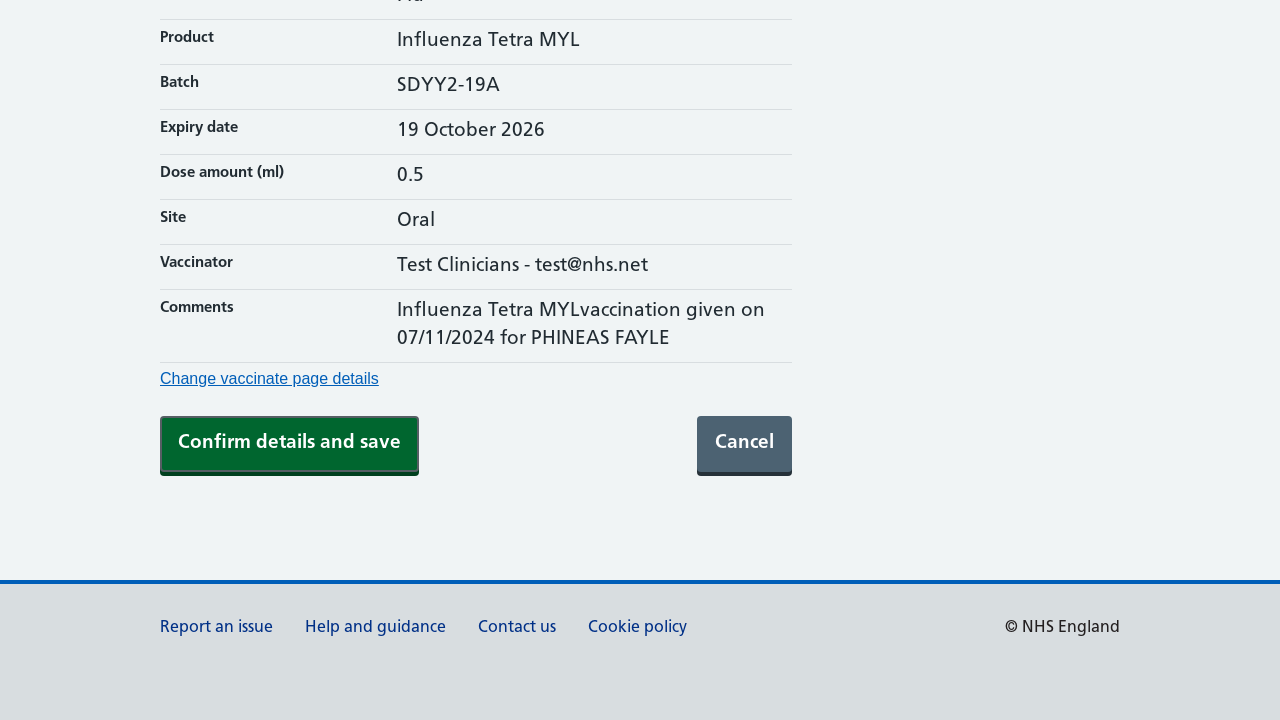 Product Influenza Tetra MYL
Batch SDYY2-19A
Expiry date 19 October 2026
Dose amount (ml) 0.5
Site Oral
Vaccinator Test Clinicians - test@nhs.net
Comments Influenza Tetra MYLvaccination given on
07/11/2024 for PHINEAS FAYLE
Change vaccinate page details
Confirm details and save Cancel
Report an issue Help and guidance Contact us Cookie policy © NHS England